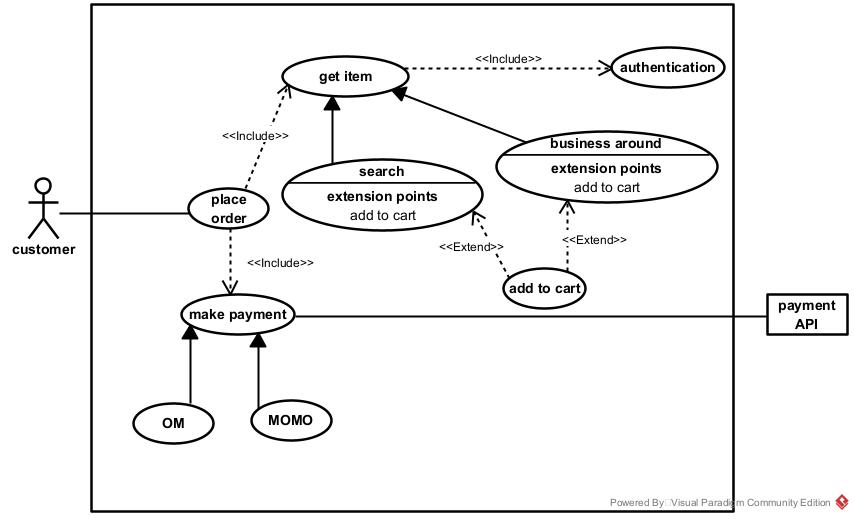 <<Include>>
authentication
get item
<<Include>>
business around
extension points
add to cart
search
extension points
add to cart
place
order
customer
<<Extend>>
<<Extend>>
<<Include>>
add to cart
make payment
payment
API
OM
MOMO
Powered By Visual Paradigm Community Edition